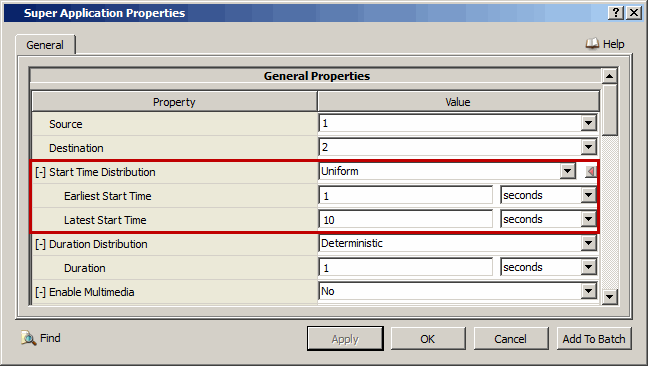 Super Application Properties
General
Help
General Properties
Property Value
Source 1
Destination 2
[-] Start Time Distribution Uniform
Earliest Start Time 1 seconds
Latest Start Time 10 seconds
[-] Duration Distribution Deterministic
Duration 1 seconds
[-] Enable Multimedia No
Find Apply OK Cancel Add To Batch